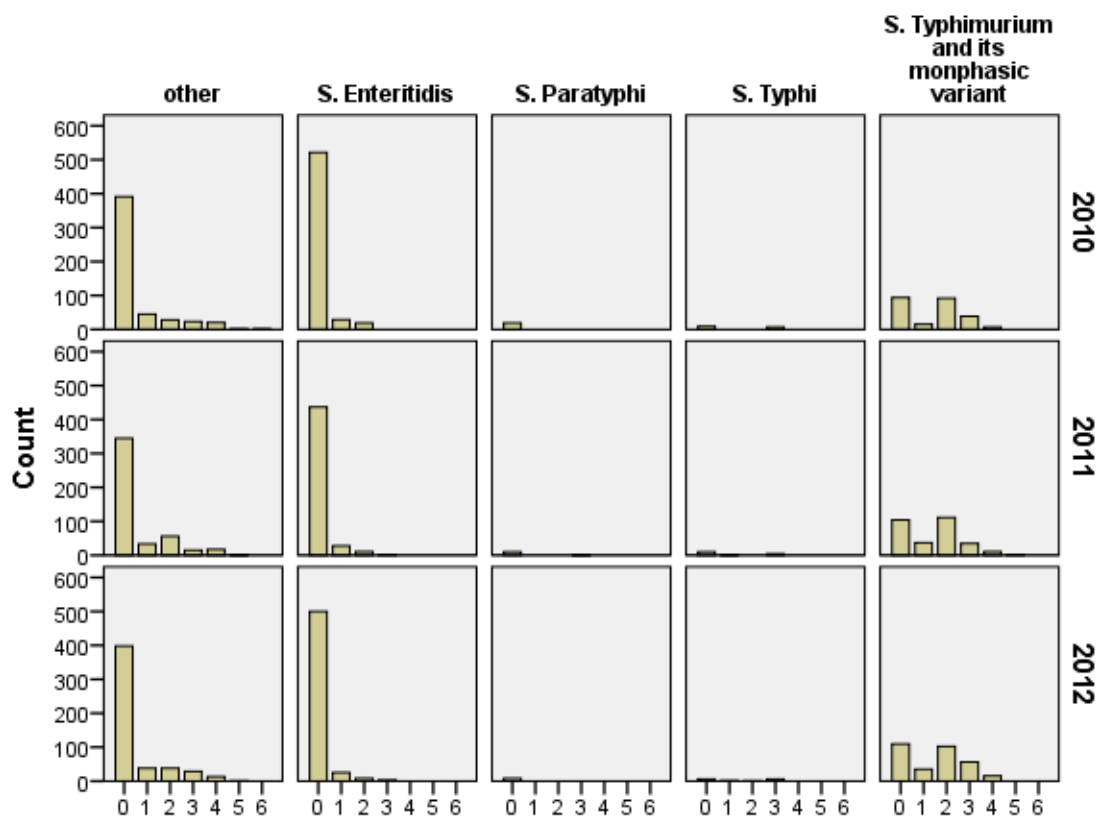 other
S. Enteritidis
S. Paratyphi
S. Typhi
S. Typhimurium
and its
monphasic
variant
600
500
400
300
200
100
0
2010
600
500
400
300
200
100
0
2011
Count
600
500
400
300
200
100
0
2012
0 1 2 3 4 5 6
0 1 2 3 4 5 6
0 1 2 3 4 5 6
0 1 2 3 4 5 6
0 1 2 3 4 5 6